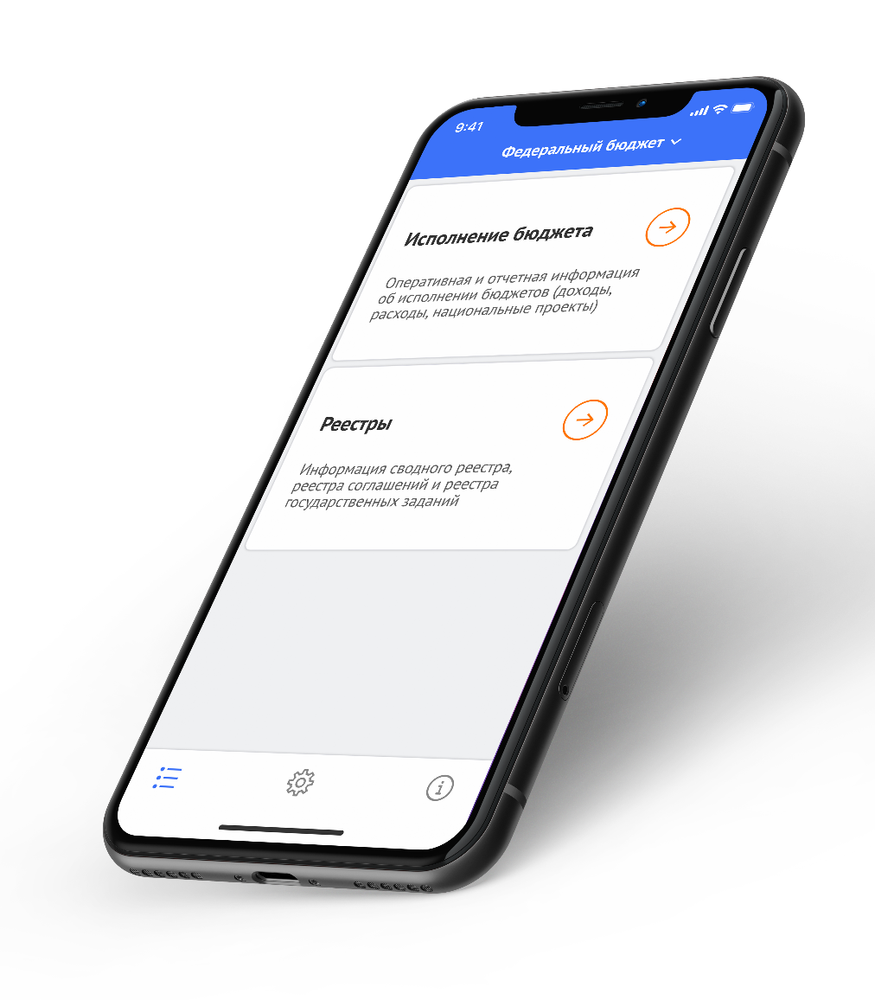 9:41
Федеральный бюджет
Исполнение бюджета
Оперативная и отчетная информация
об исполнении бюджетов (доходы,
расходы, национальные проекты)
Реестры
Информация сводного реестра,
реестра соглашений и реестра
государственных заданий